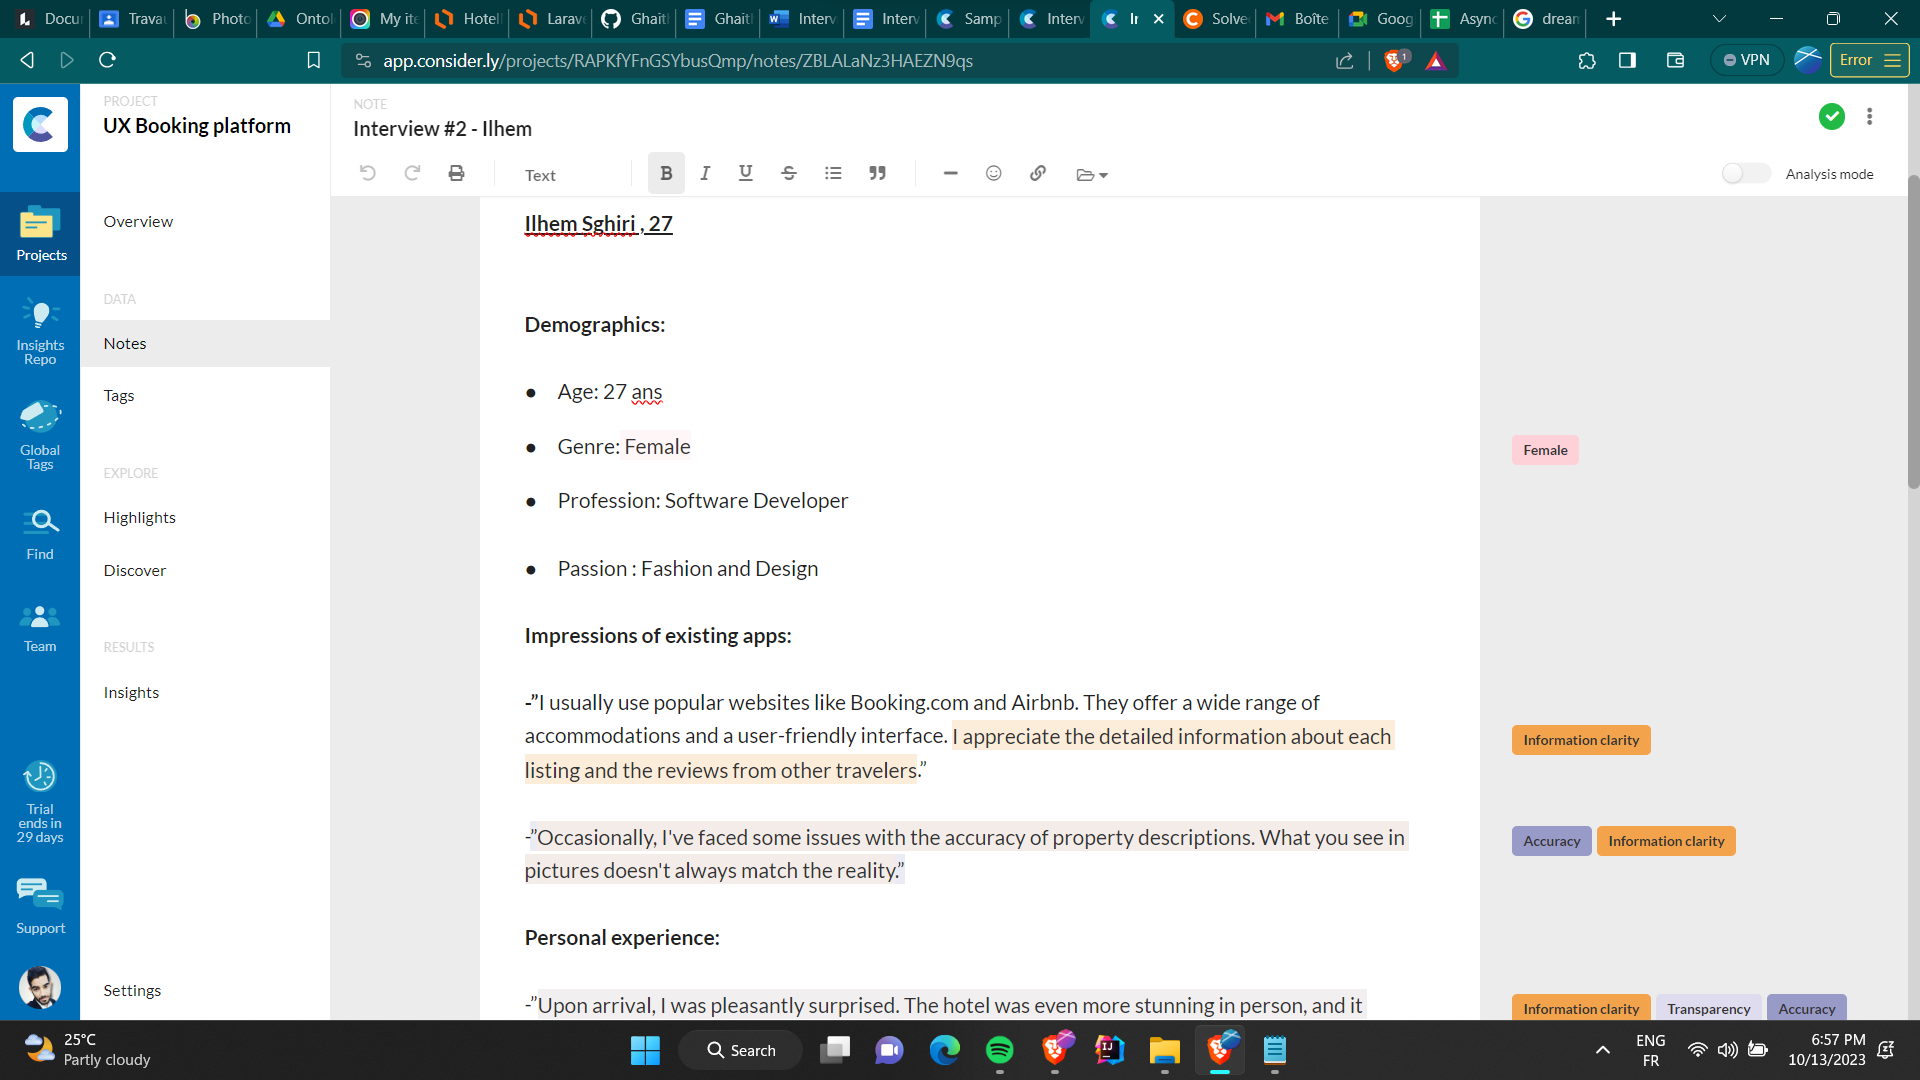 Docu
Trava
Photo
Ontol
My ite
Hotell
Larave
Ghaith
Ghaith
Interv
Interv
Samp
Interv
Ir
Solve
Boîte
Goog
Async
dream
app.consider.ly/projects/RAPKfYFnGSYbusQmp/notes/ZBLALaNz3HAEZN9qs
1
VPN
Error
PROJECT
UX Booking platform
NOTE
Interview #2 - Ilhem
Text
B I U S
Analysis mode
Projects
Insights
Repo
Global
Tags
Find
Team
Trial
ends in
29 days
Support
Overview
DATA
Notes
Tags
EXPLORE
Highlights
Discover
RESULTS
Insights
Settings
Ilhem Sghiri , 27
Demographics:
● Age: 27 ans
● Genre: Female
● Profession: Software Developer
● Passion : Fashion and Design
Impressions of existing apps:
-”I usually use popular websites like Booking.com and Airbnb. They offer a wide range of
accommodations and a user-friendly interface. I appreciate the detailed information about each
listing and the reviews from other travelers.”
-”Occasionally, I've faced some issues with the accuracy of property descriptions. What you see in
pictures doesn't always match the reality.”
Personal experience:
-”Upon arrival, I was pleasantly surprised. The hotel was even more stunning in person, and it
Female
Information clarity
Accuracy Information clarity
Information clarity Transparency Accuracy
25°C
Partly cloudy
Search
ENG
FR
6:57 PM
10/13/2023